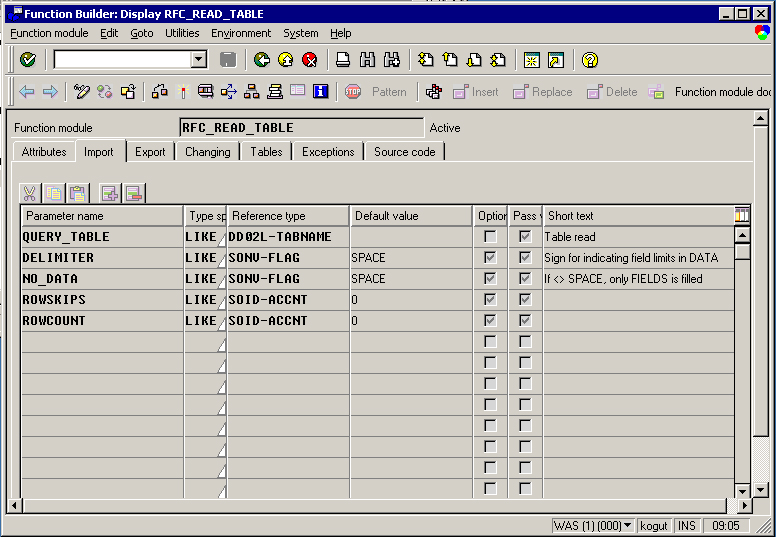 Function Builder: Display RFC_READ_TABLE
Function module Edit Goto Utilities Environment System Help
STOP Pattern Insert Replace Delete Function module doc
Function module RFC_READ_TABLE Active
Attributes Import Export Changing Tables Exceptions Source code
Parameter name Type sp Reference type Default value Option Pass v Short text
QUERY_TABLE LIKE DD02L-TABNAME Table read
DELIMITER LIKE SONV-FLAG SPACE Sign for indicating field limits in DATA
NO_DATA LIKE SONV-FLAG SPACE If <> SPACE, only FIELDS is filled
ROWSKIPS LIKE SOID-ACCNT 0
ROWCOUNT LIKE SOID-ACCNT 0
WAS (1) (000) kogut INS 09:05